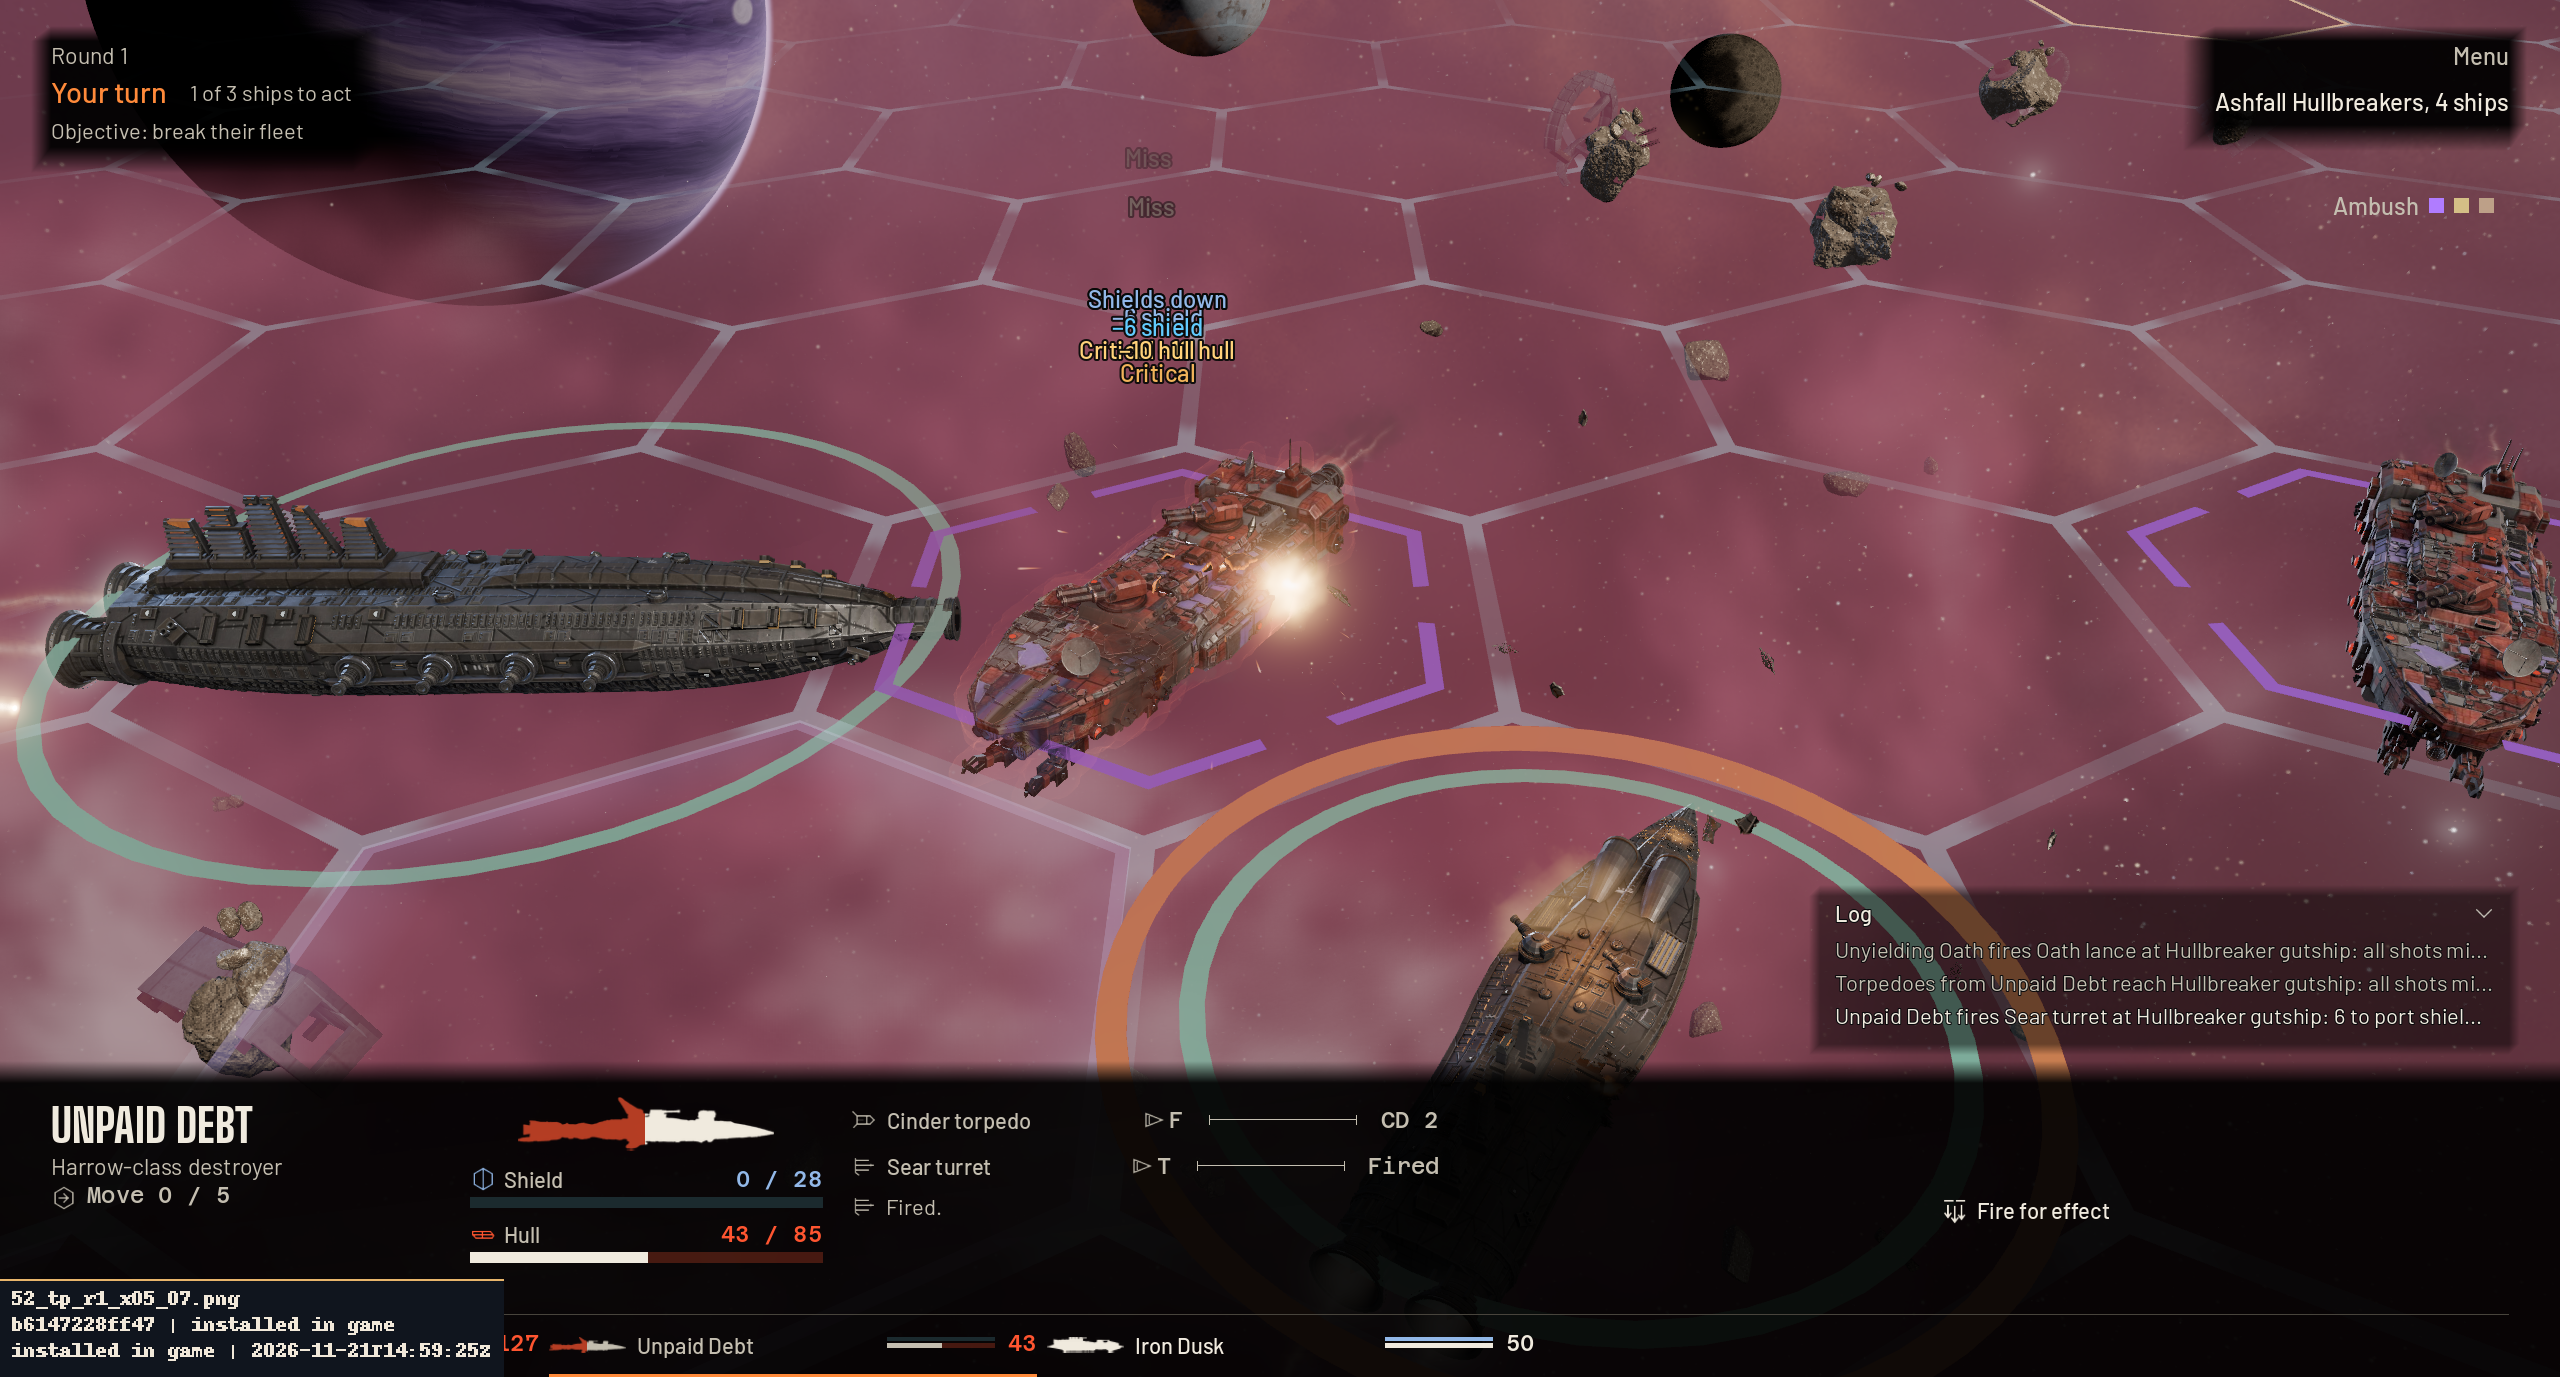 Round 1
Your turn 1 of 3 ships to act
Objective: break their fleet
Menu
Ashfall Hullbreakers, 4 ships
Ambush
Miss
Miss
Shields down
-6 shield
-10 hull
Critical
Log
Unyielding Oath fires Oath lance at Hullbreaker gutship: all shots mi...
Torpedoes from Unpaid Debt reach Hullbreaker gutship: all shots mi...
Unpaid Debt fires Sear turret at Hullbreaker gutship: 6 to port shiel...
UNPAID DEBT
Harrow-class destroyer
Move 0 / 5
Shield 0 / 28
Hull 43 / 85
Cinder torpedo F CD 2
Sear turret T Fired
Fired.
Fire for effect
52_tp_r1_x05_07.png
b6147228ff47 | installed in game
installed in game | 2026-11-21r14:59:25z
127 Unpaid Debt 43 Iron Dusk 50